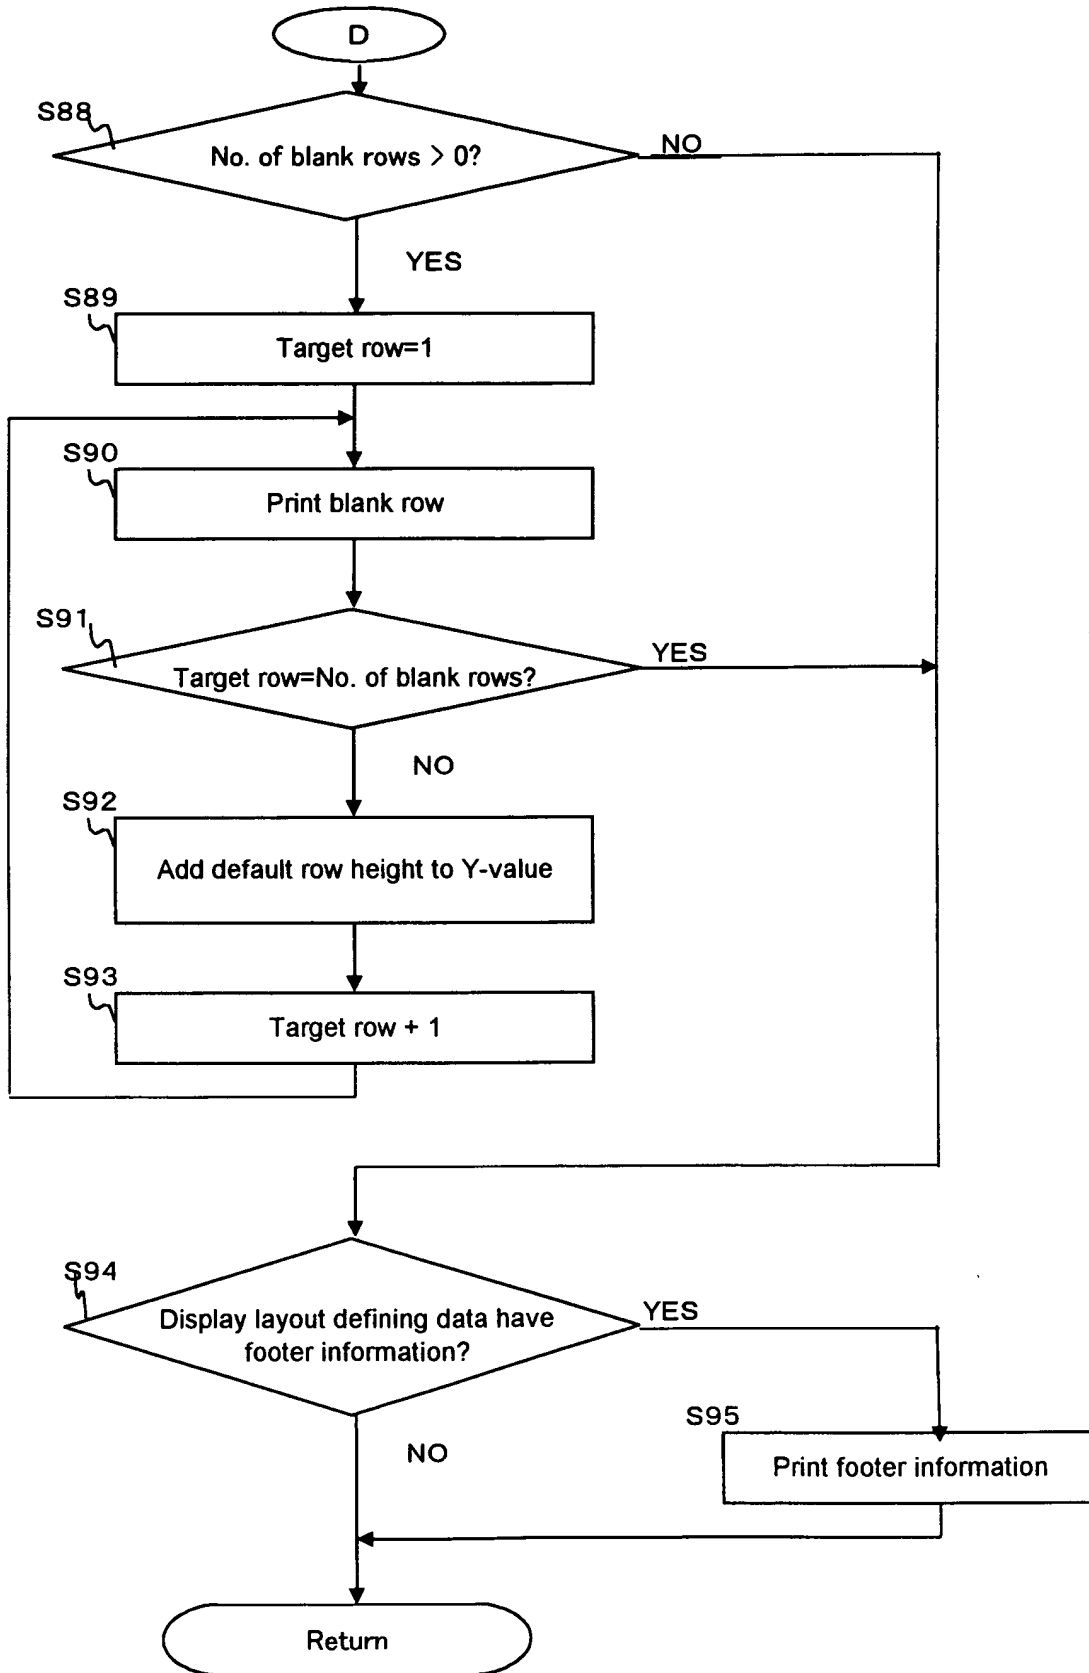 D
S88
No. of blank rows > 0?
NO
YES
S89
Target row=1
S90
Print blank row
S91
Target row=No. of blank rows?
YES
NO
S92
Add default row height to Y-value
S93
Target row + 1
S94
Display layout defining data have
footer information?
YES
S95
Print footer information
NO
Return